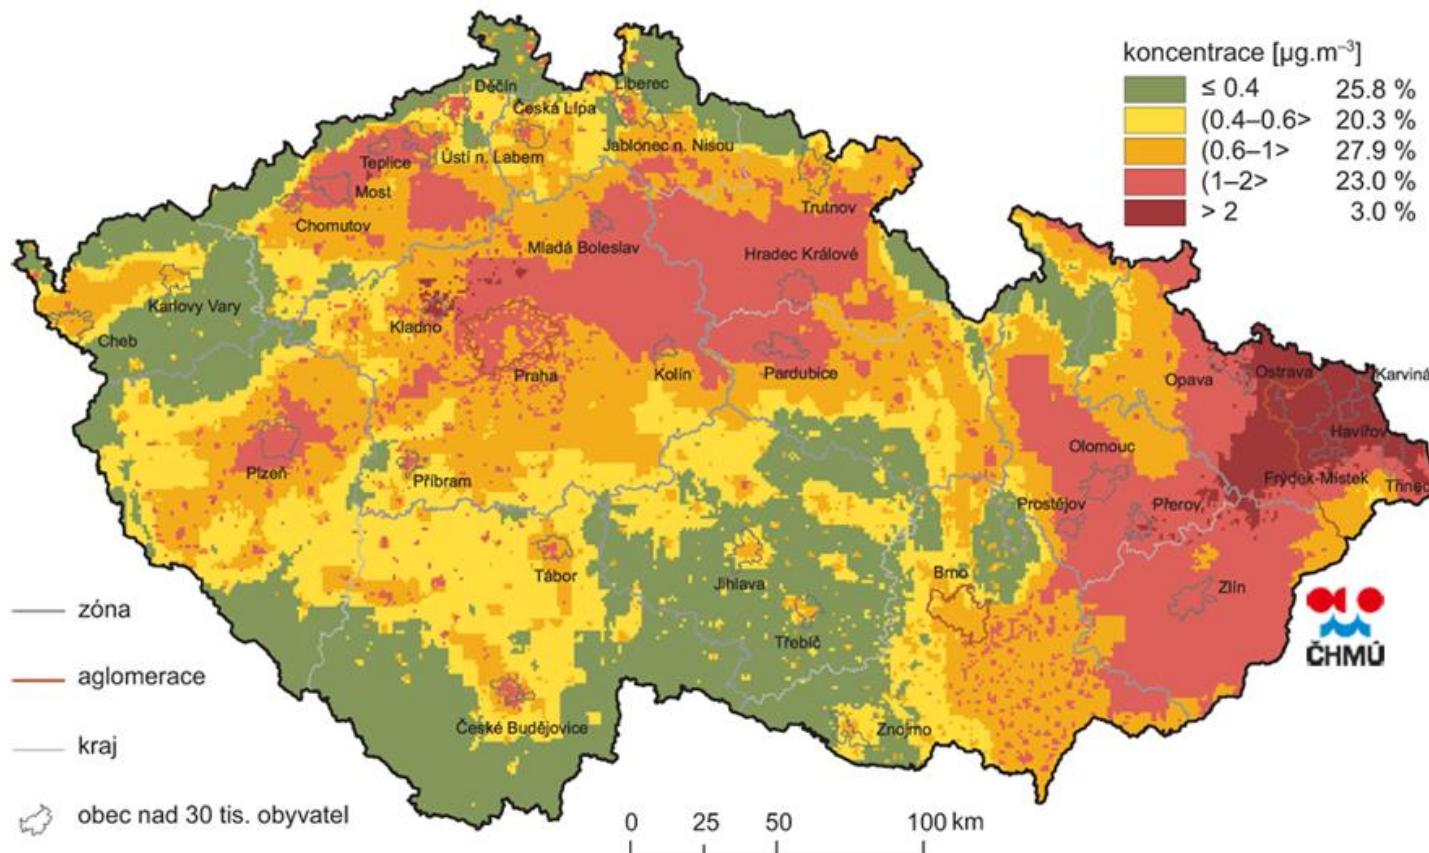 koncentrace [µg.m⁻³]
≤ 0.4 25.8 %
(0.4–0.6> 20.3 %
(0.6–1> 27.9 %
(1–2> 23.0 %
> 2 3.0 %
Děčín
Liberec
Česká Lípa
Teplice
Ústí n. Labem
Jablonec n. Nisou
Most
Chomutov
Trutnov
Mladá Boleslav
Hradec Králové
Karlovy Vary
Kladno
Cheb
Praha
Kolín
Pardubice
Opava
Ostrava
Karviná
Havířov
Olomouc
Plzeň
Příbram
Frýdek-Místek
Třinec
Prostějov
Přerov
Tábor
Jihlava
Brno
Zlín
Třebíč
České Budějovice
Znojmo
ČHMÚ
zóna
aglomerace
kraj
obec nad 30 tis. obyvatel
0 25 50 100 km